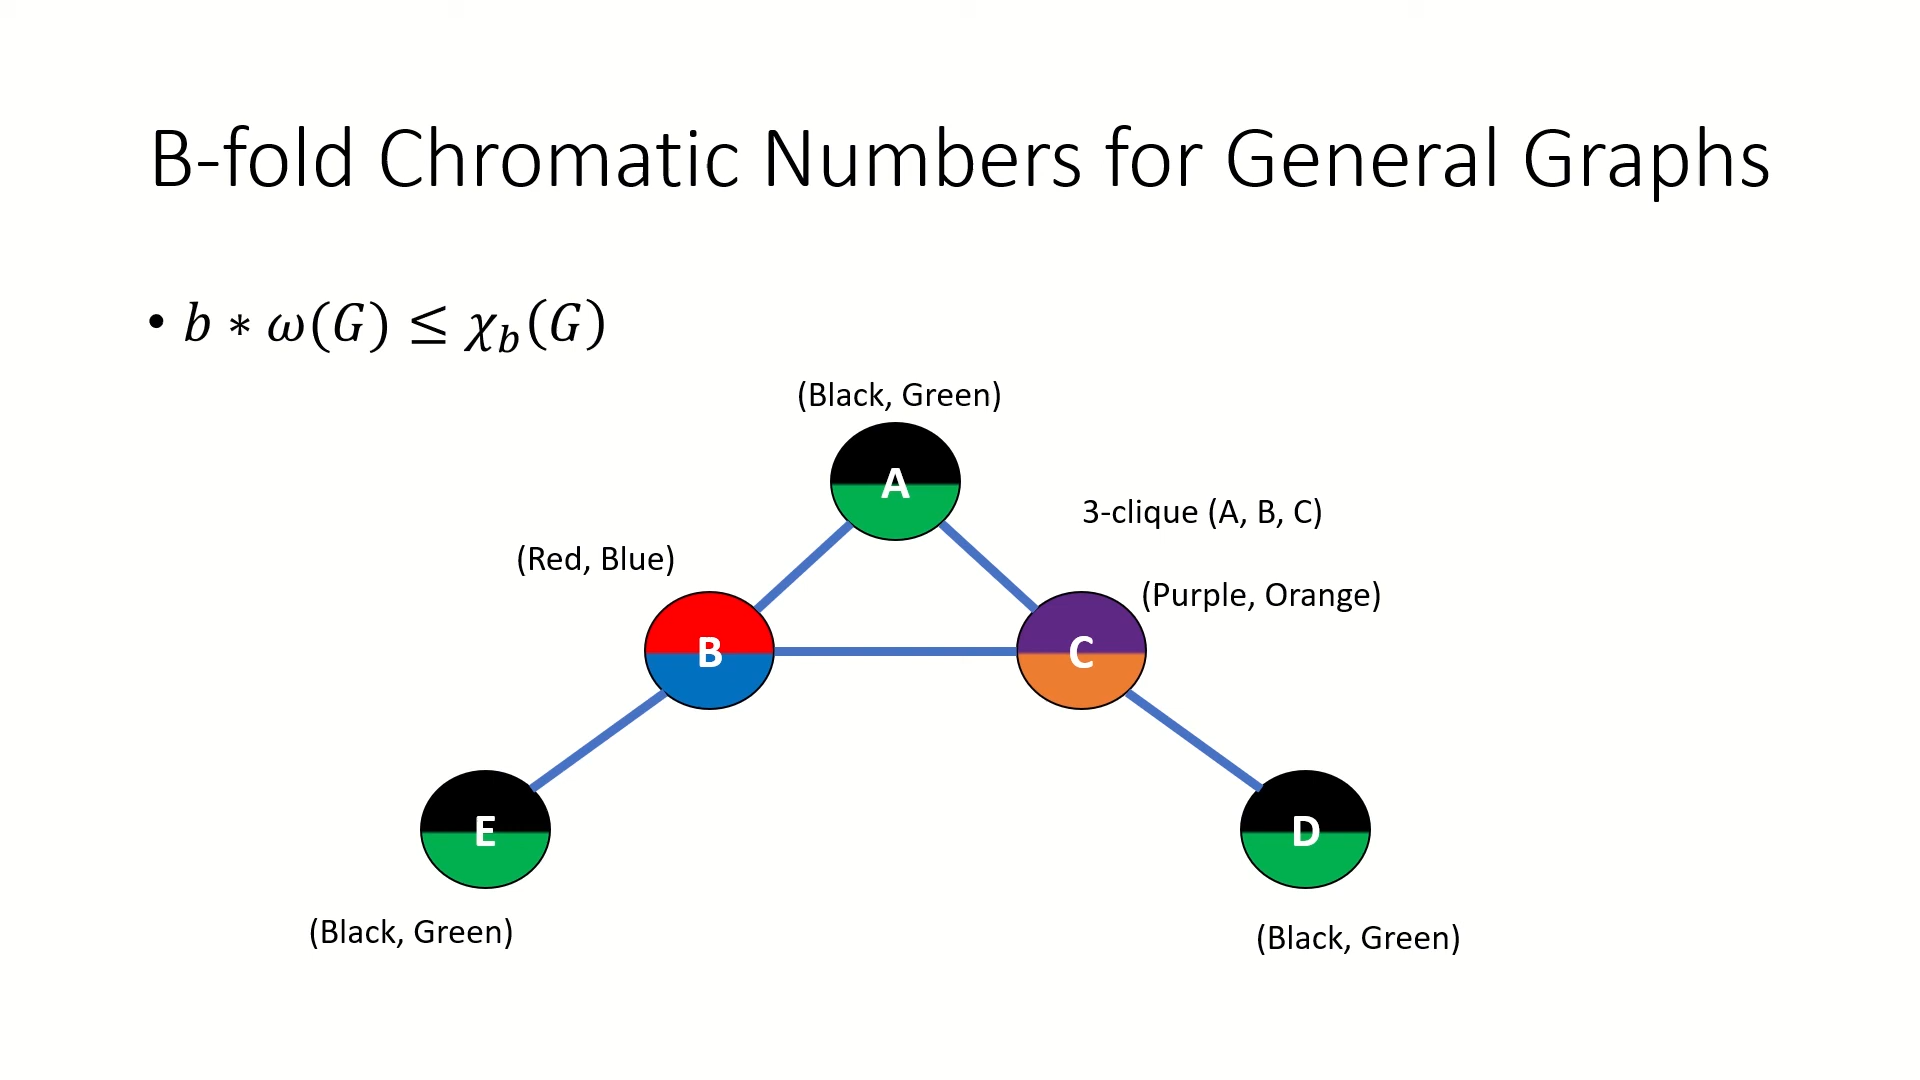 B-fold Chromatic Numbers for General Graphs
• 𝑏 ∗ 𝜔(𝐺) ≤ 𝜒𝑏(𝐺)
(Black, Green)
A
3-clique (A, B, C)
(Red, Blue)
(Purple, Orange)
B
C
E
D
(Black, Green)
(Black, Green)